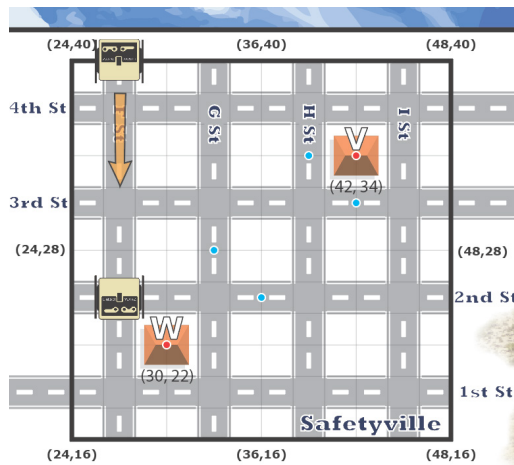 (24,40) (36,40) (48,40)
4th St
G St
H St
I St
V
(42, 34)
3rd St
(24,28) (48,28)
2nd St
W
(30, 22)
1st St
Safetyville
(24,16) (36,16) (48,16)